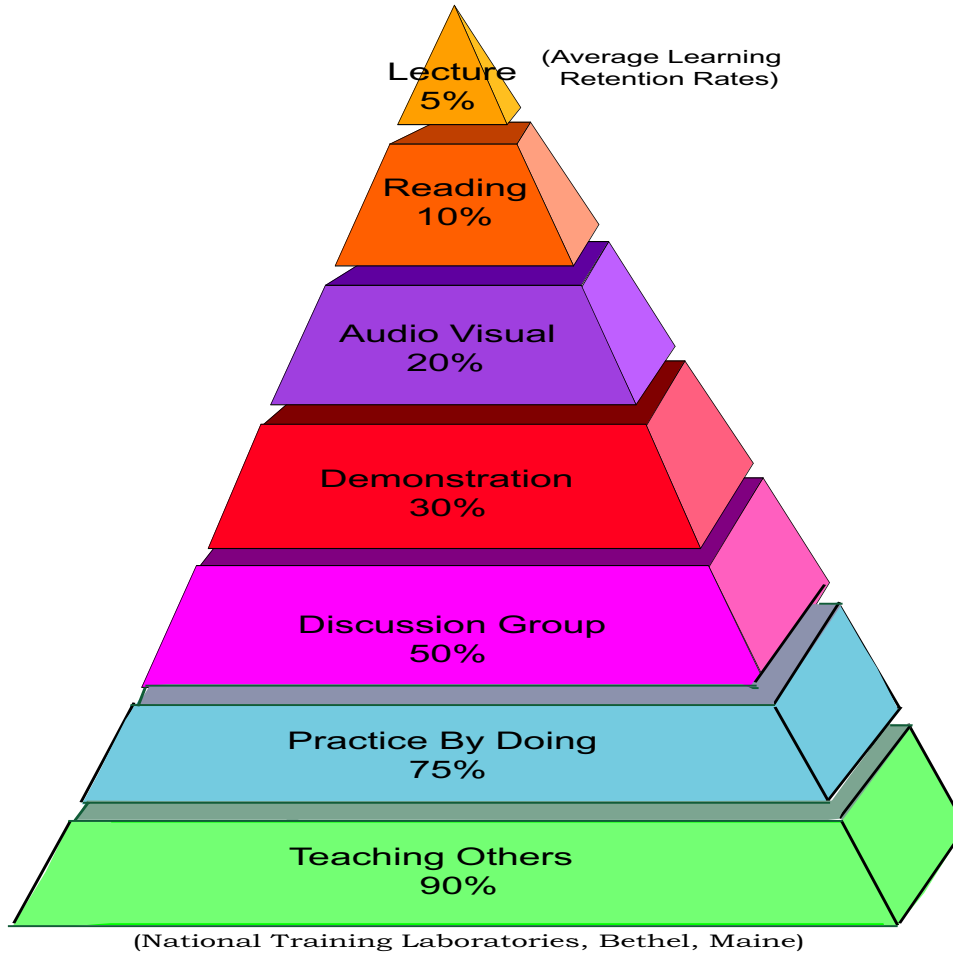 (Average Learning
Retention Rates)
Lecture
5%
Reading
10%
Audio Visual
20%
Demonstration
30%
Discussion Group
50%
Practice By Doing
75%
Teaching Others
90%
(National Training Laboratories, Bethel, Maine)